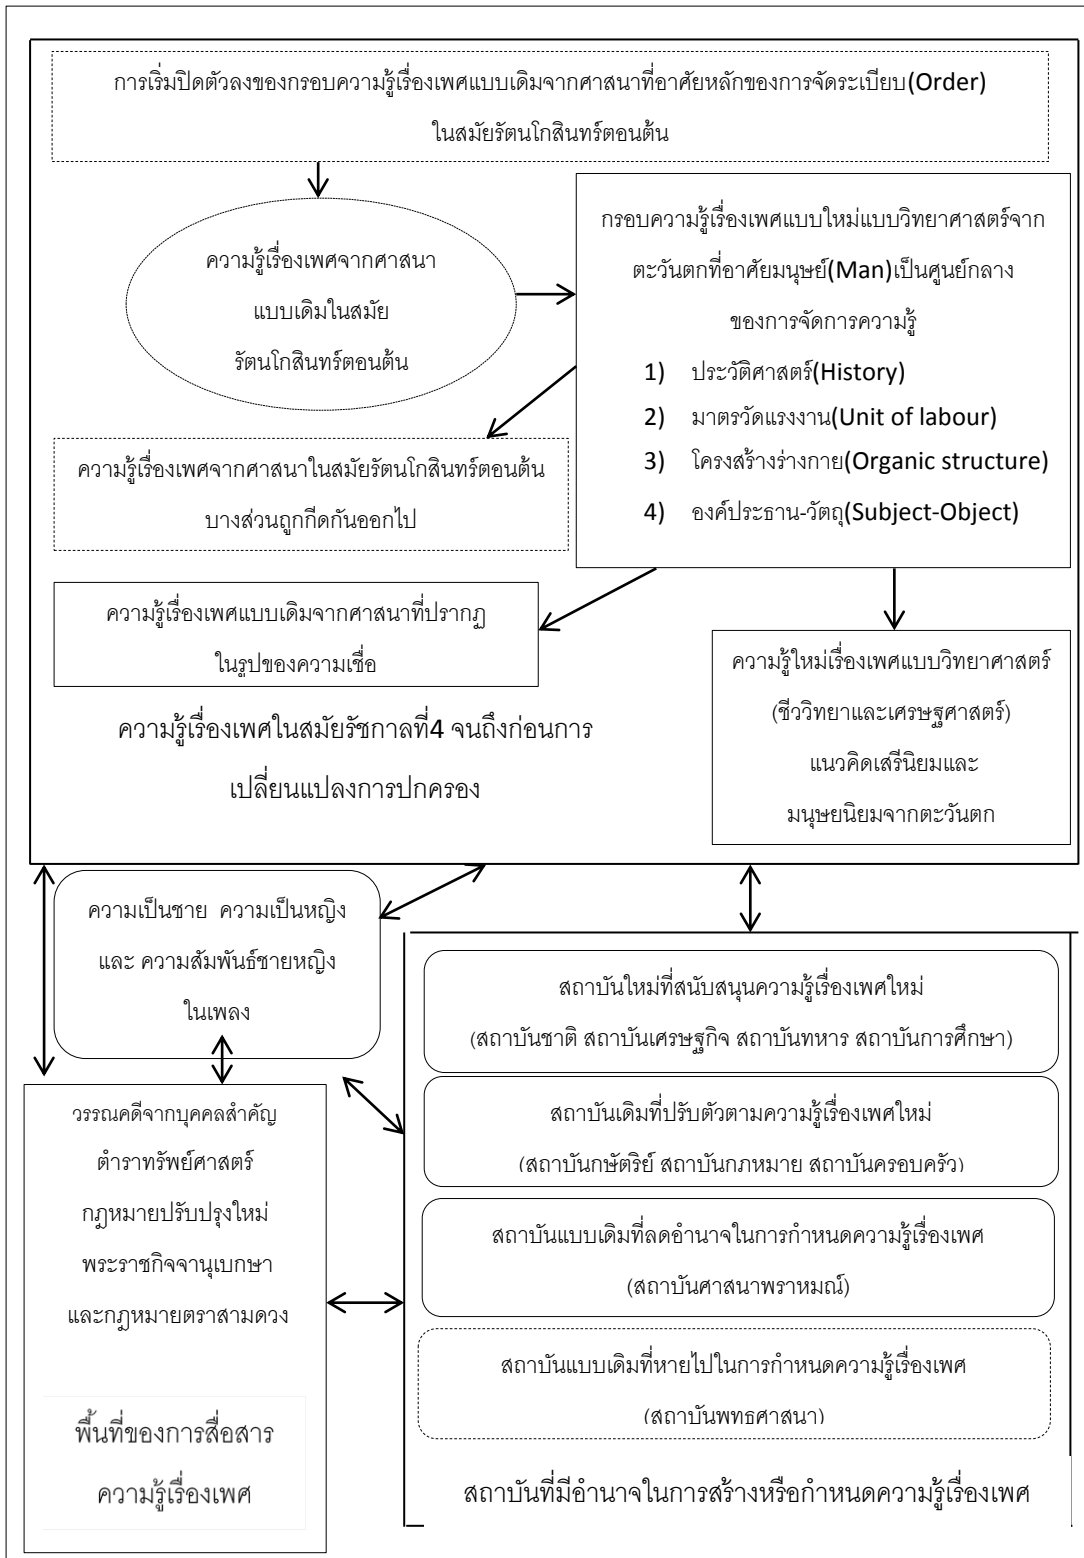 การเริ่มปิดตัวลงของกรอบความรู้เรื่องเพศแบบเดิมจากศาสนาที่อาศัยหลักของการจัดระเบียบ(Order)
ในสมัยรัตนโกสินทร์ตอนต้น
ความรู้เรื่องเพศจากศาสนา
แบบเดิมในสมัย
รัตนโกสินทร์ตอนต้น
กรอบความรู้เรื่องเพศแบบใหม่แบบวิทยาศาสตร์จาก
ตะวันตกที่อาศัยมนุษย์(Man)เป็นศูนย์กลาง
ของการจัดการความรู้
1) ประวัติศาสตร์(History)
2) มาตรวัดแรงงาน(Unit of labour)
3) โครงสร้างร่างกาย(Organic structure)
4) องค์ประธาน-วัตถุ(Subject-Object)
ความรู้เรื่องเพศจากศาสนาในสมัยรัตนโกสินทร์ตอนต้น
บางส่วนถูกกีดกันออกไป
ความรู้เรื่องเพศแบบเดิมจากศาสนาที่ปรากฏ
ในรูปของความเชื่อ
ความรู้ใหม่เรื่องเพศแบบวิทยาศาสตร์
(ชีววิทยาและเศรษฐศาสตร์)
แนวคิดเสรีนิยมและ
มนุษยนิยมจากตะวันตก
ความรู้เรื่องเพศในสมัยรัชกาลที่4 จนถึงก่อนการ
เปลี่ยนแปลงการปกครอง
ความเป็นชาย ความเป็นหญิง
และ ความสัมพันธ์ชายหญิง
ในเพลง
สถาบันใหม่ที่สนับสนุนความรู้เรื่องเพศใหม่
(สถาบันชาติ สถาบันเศรษฐกิจ สถาบันทหาร สถาบันการศึกษา)
สถาบันเดิมที่ปรับตัวตามความรู้เรื่องเพศใหม่
(สถาบันกษัตริย์ สถาบันกฎหมาย สถาบันครอบครัว)
สถาบันแบบเดิมที่ลดอำนาจในการกำหนดความรู้เรื่องเพศ
(สถาบันศาสนาพราหมณ์)
สถาบันแบบเดิมที่หายไปในการกำหนดความรู้เรื่องเพศ
(สถาบันพุทธศาสนา)
สถาบันที่มีอำนาจในการสร้างหรือกำหนดความรู้เรื่องเพศ
วรรณคดีจากบุคคลสำคัญ
ตำราทรัพย์ศาสตร์
กฎหมายปรับปรุงใหม่
พระราชกิจจานุเบกษา
และกฎหมายตราสามดวง
พื้นที่ของการสื่อสาร
ความรู้เรื่องเพศ